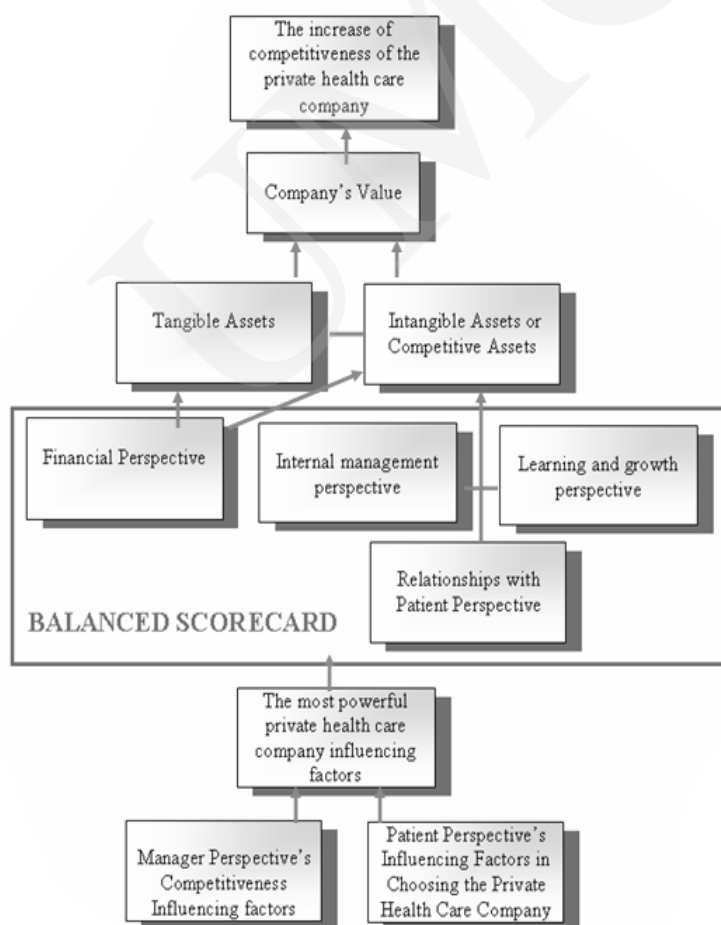 The increase of
competitiveness of the
private health care
company
Company's Value
Tangible Assets
Intangible Assets or
Competitive Assets
Financial Perspective
Internal management
perspective
Learning and growth
perspective
Relationships with
Patient Perspective
BALANCED SCORECARD
The most powerful
private health care
company influencing
factors
Manager Perspective's
Competitiveness
Influencing factors
Patient Perspective's
Influencing Factors in
Choosing the Private
Health Care Company